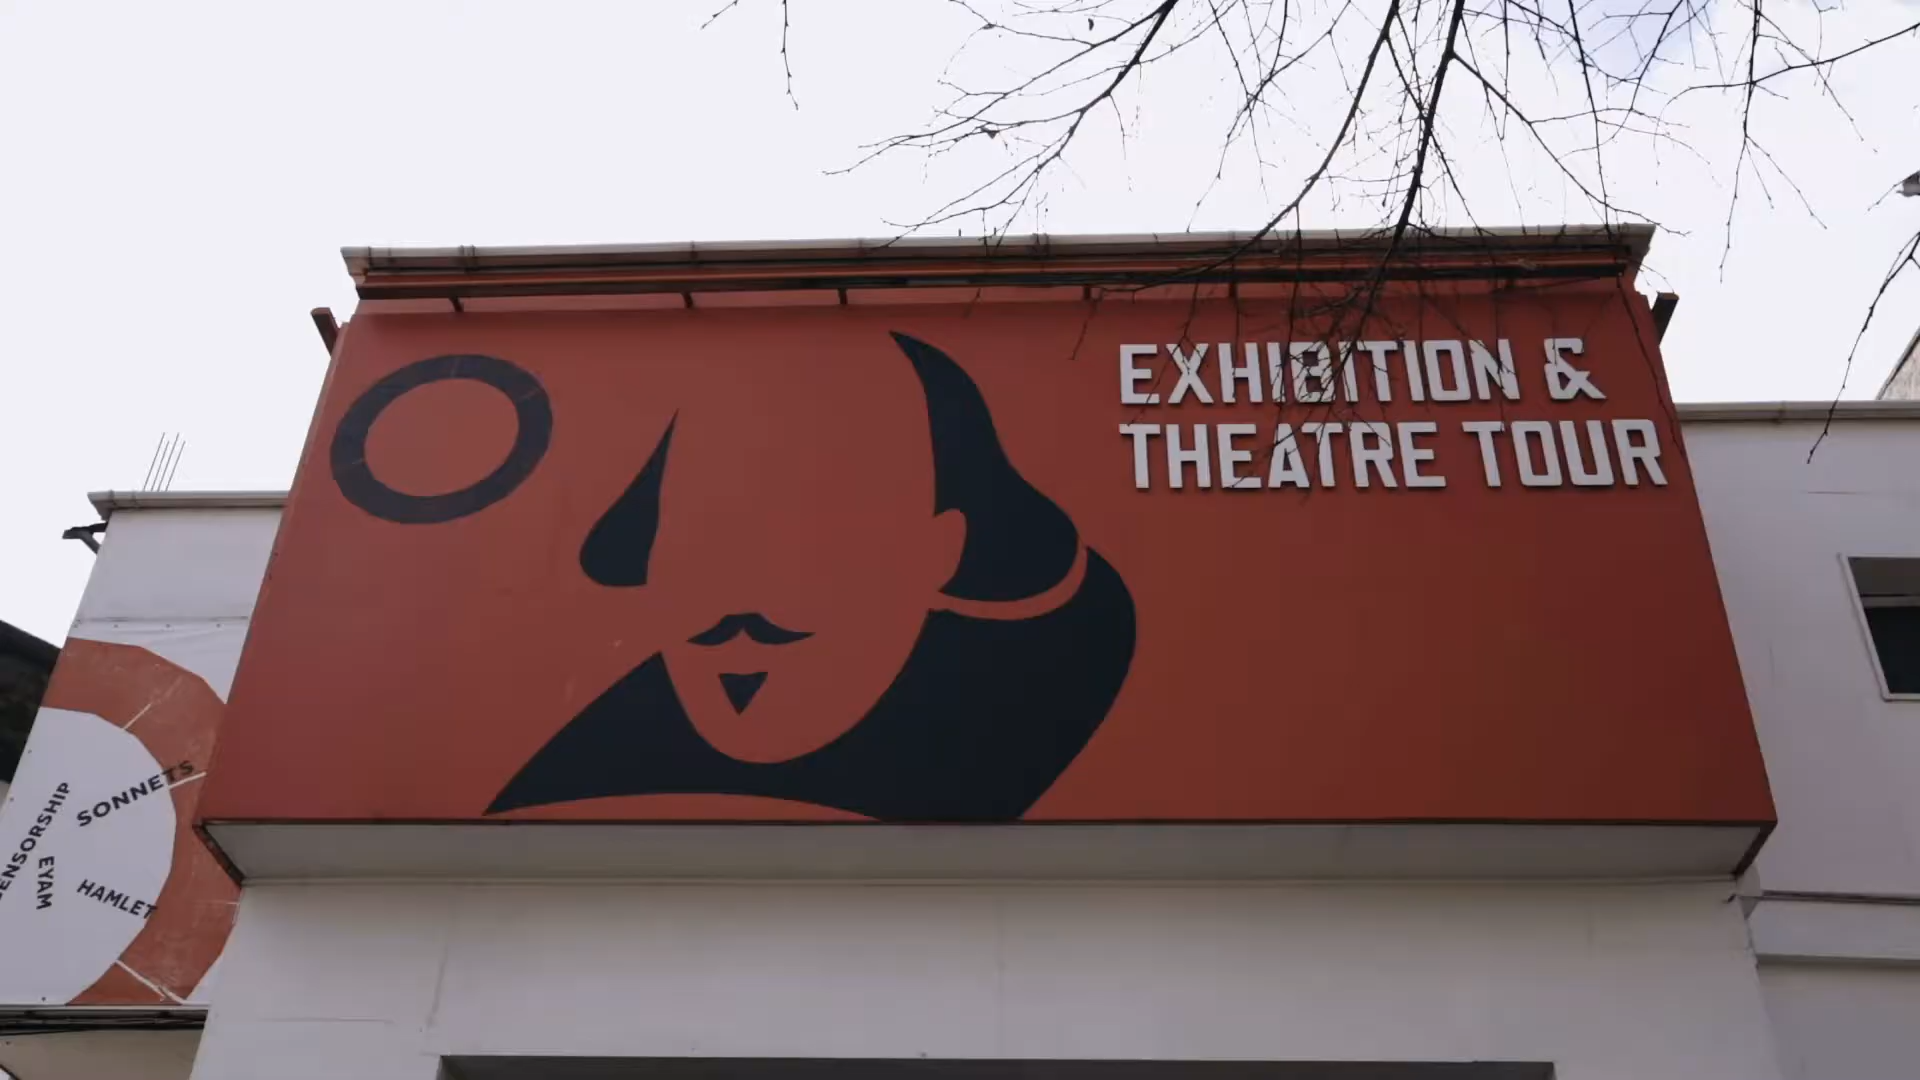 EXHIBITION &
THEATRE TOUR
SONNETS
EYAM
HAMLET